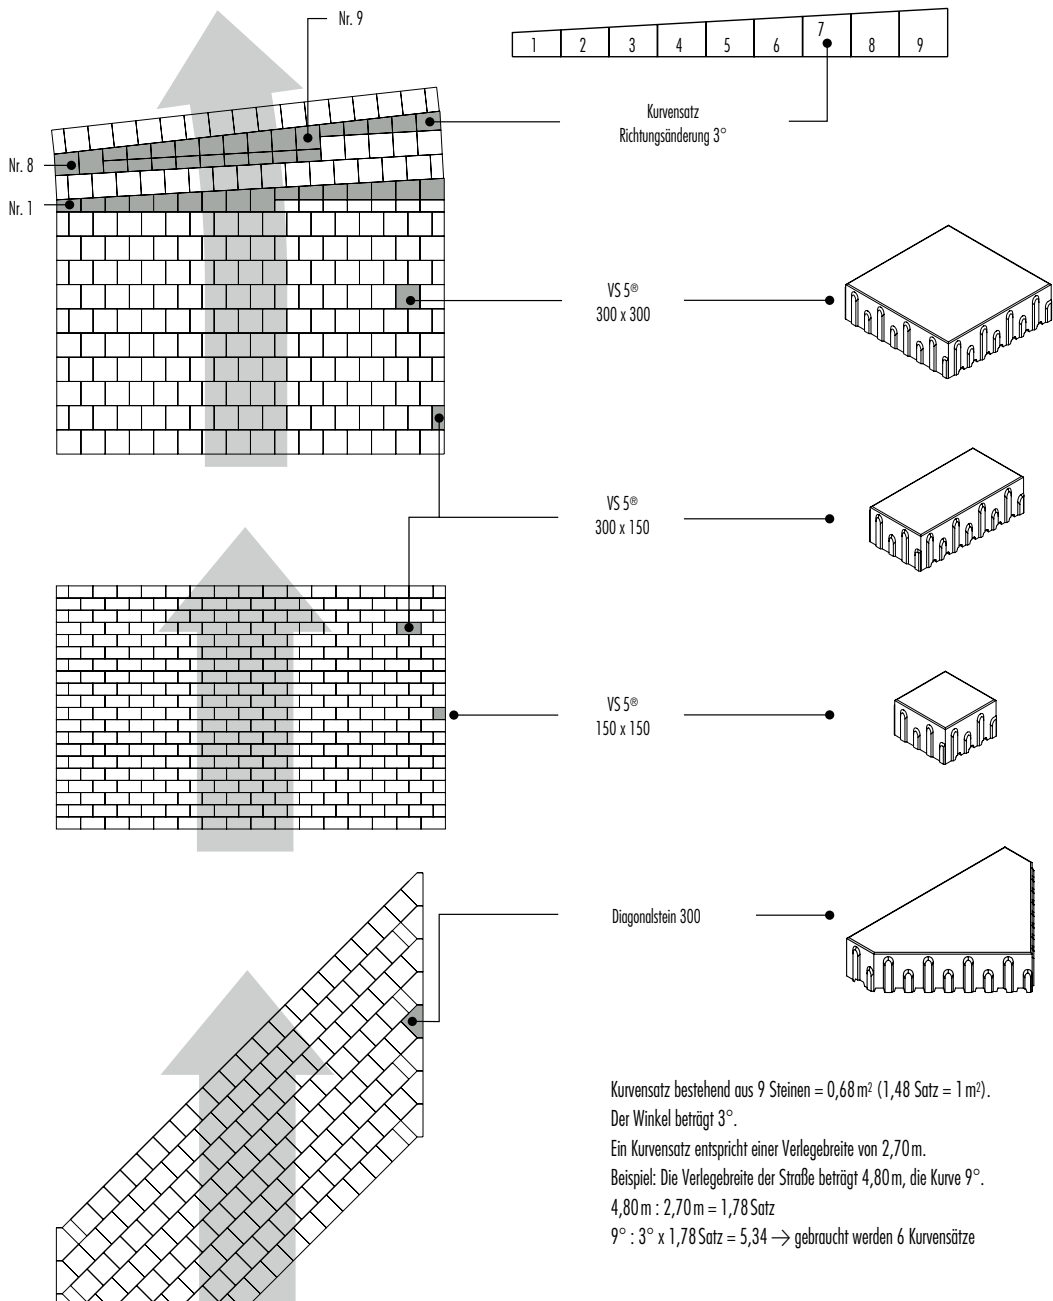 Nr. 9
1 2 3 4 5 6 7 8 9
Kurvensatz
Richtungsänderung 3°
Nr. 8
Nr. 1
VS 5®
300 x 300
VS 5®
300 x 150
VS 5®
150 x 150
Diagonalstein 300
Kurvensatz bestehend aus 9 Steinen = 0,68 m² (1,48 Satz = 1 m²).
Der Winkel beträgt 3°.
Ein Kurvensatz entspricht einer Verlegebreite von 2,70 m.
Beispiel: Die Verlegebreite der Straße beträgt 4,80 m, die Kurve 9°.
4,80 m : 2,70 m = 1,78 Satz
9° : 3° x 1,78 Satz = 5,34 → gebraucht werden 6 Kurvensätze